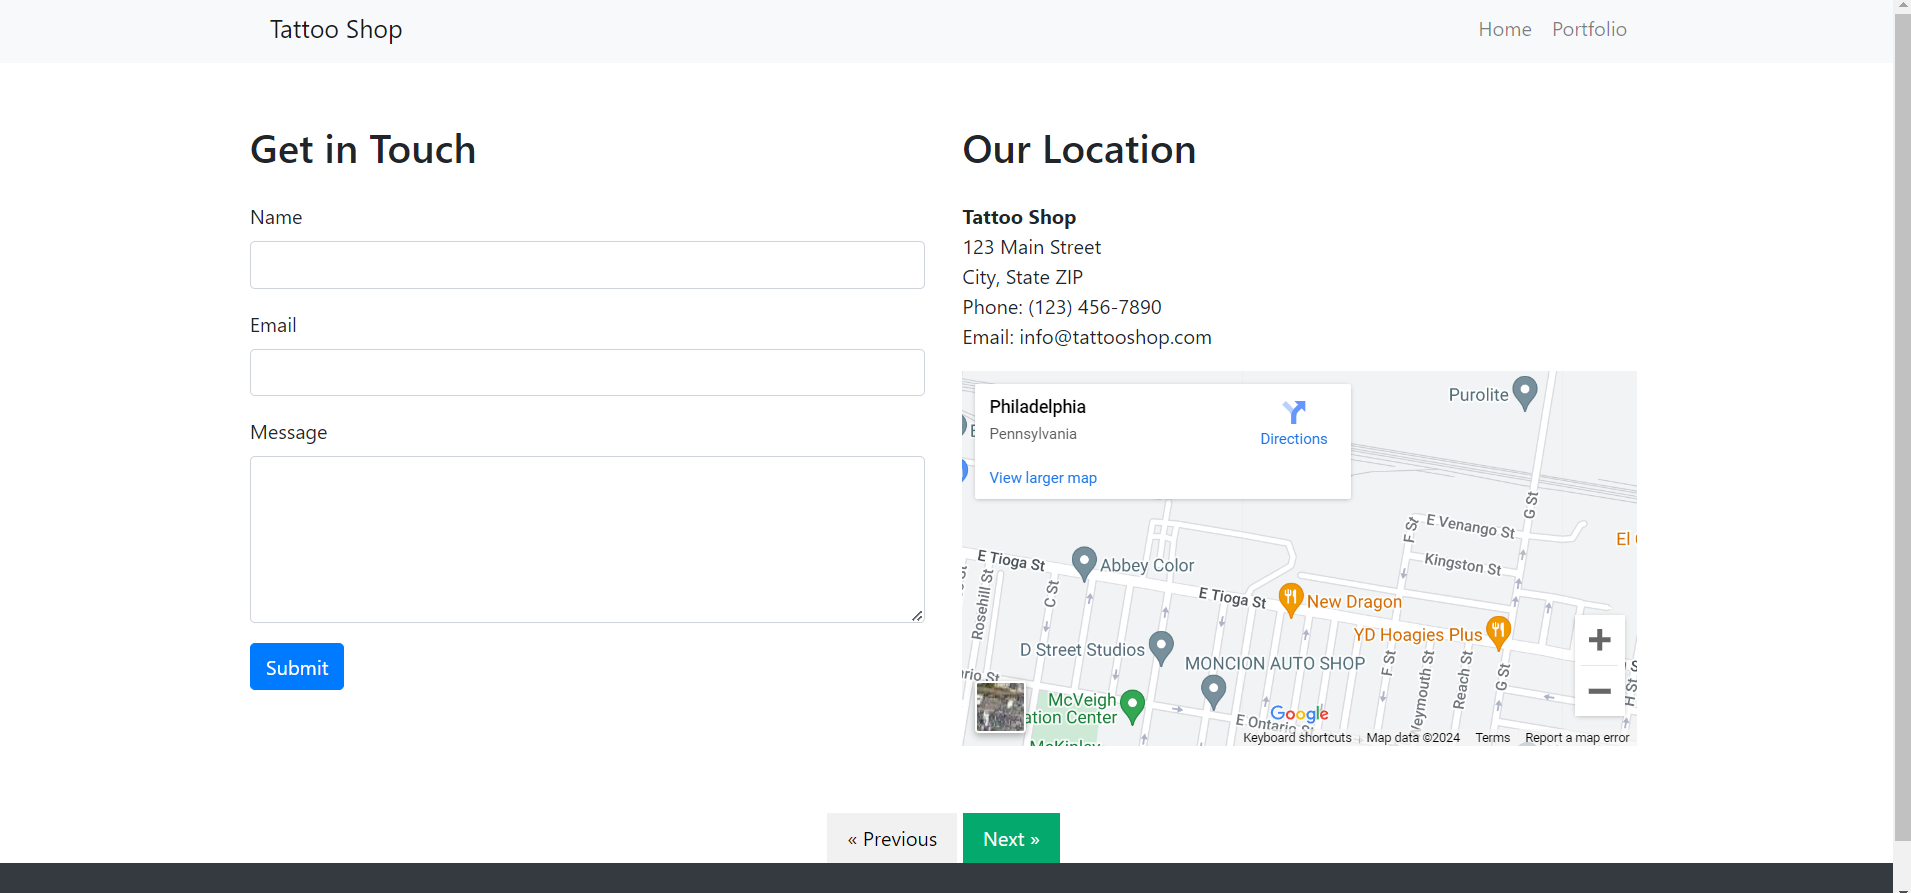 Tattoo Shop
Home
Portfolio
Get in Touch
Name
Email
Message
Submit
Our Location
Tattoo Shop
123 Main Street
City, State ZIP
Phone: (123) 456-7890
Email: info@tattooshop.com
Philadelphia
Pennsylvania
Directions
View larger map
Purolite
G St
F St
E Venango St
Kingston St
E Tioga St
Abbey Color
E Tioga St
New Dragon
Rosehill St
C St
YD Hoagies Plus
D Street Studios
MONCION AUTO SHOP
F St
Reach St
G St
H St
McVeigh
ation Center
McKinley
E Ontario St
Google
Keyboard shortcuts
Map data ©2024
Terms
Report a map error
« Previous
Next »